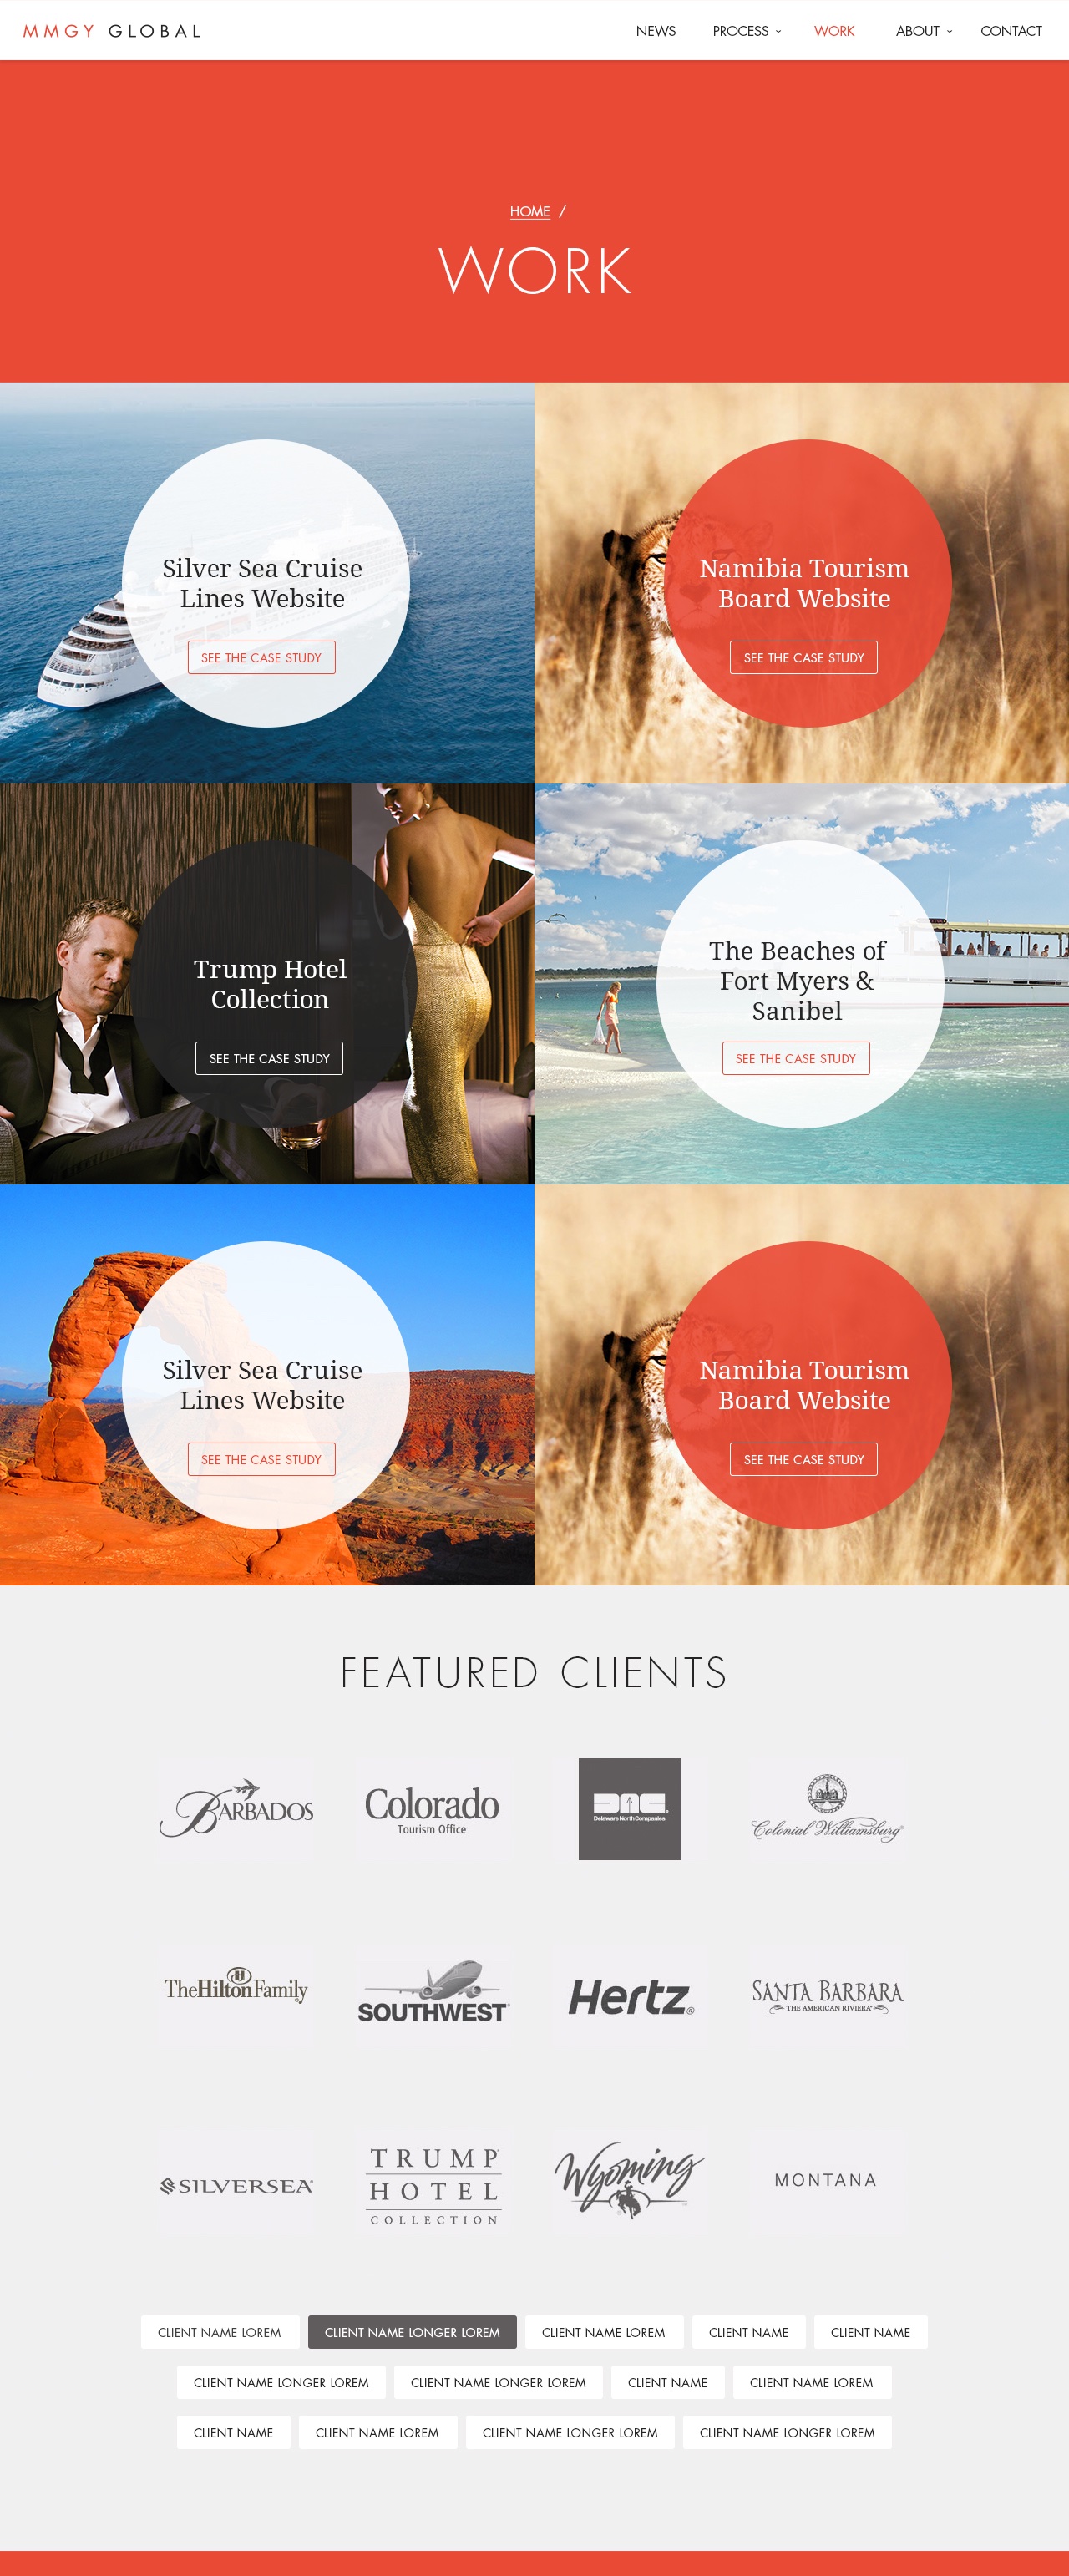 MMGY GLOBAL
NEWS PROCESS WORK ABOUT CONTACT
HOME /
WORK
Silver Sea Cruise
Lines Website
SEE THE CASE STUDY
Namibia Tourism
Board Website
SEE THE CASE STUDY
Trump Hotel
Collection
SEE THE CASE STUDY
The Beaches of
Fort Myers &
Sanibel
SEE THE CASE STUDY
Silver Sea Cruise
Lines Website
SEE THE CASE STUDY
Namibia Tourism
Board Website
SEE THE CASE STUDY
FEATURED CLIENTS
BARBADOS
Colorado
Tourism Office
DNC
Delaware North Companies
Colonial Williamsburg®
The Hilton Family
SOUTHWEST®
Hertz®
SANTA BARBARA
THE AMERICAN RIVIERA®
SILVERSEA®
TRUMP®
HOTEL
COLLECTION
Wyoming
MONTANA
CLIENT NAME LOREM CLIENT NAME LONGER LOREM CLIENT NAME LOREM CLIENT NAME CLIENT NAME
CLIENT NAME LONGER LOREM CLIENT NAME LONGER LOREM CLIENT NAME CLIENT NAME LOREM
CLIENT NAME CLIENT NAME LOREM CLIENT NAME LONGER LOREM CLIENT NAME LONGER LOREM